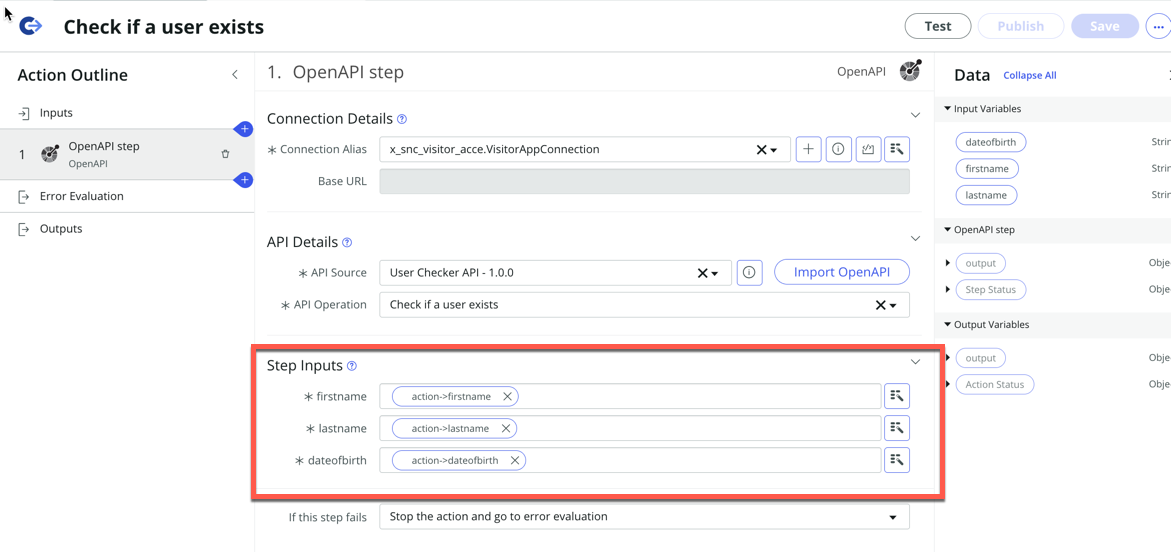 Check if a user exists
Test
Publish
Save
Action Outline
Inputs
1
OpenAPI step
OpenAPI
Error Evaluation
Outputs
1. OpenAPI step
OpenAPI
Connection Details
Connection Alias
x_snc_visitor_acce.VisitorAppConnection
Base URL
API Details
API Source
User Checker API - 1.0.0
Import OpenAPI
API Operation
Check if a user exists
Step Inputs
firstname
action->firstname
lastname
action->lastname
dateofbirth
action->dateofbirth
If this step fails
Stop the action and go to error evaluation
Data
Collapse All
Input Variables
dateofbirth
Strin
firstname
Strin
lastname
Strin
OpenAPI step
output
Obje
Step Status
Obje
Output Variables
output
Obje
Action Status
Obje